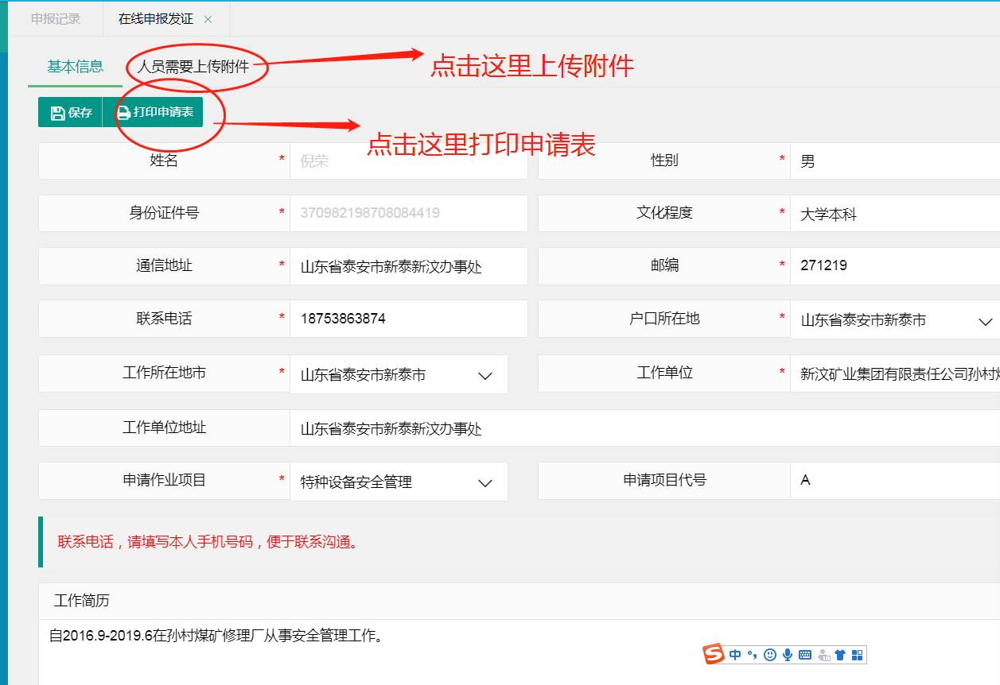 申报记录 在线申报发证 ×
基本信息 人员需要上传附件 点击这里上传附件
保存 打印申请表 点击这里打印申请表
姓名 * 倪荣 性别 * 男
身份证件号 * 370982198708084419 文化程度 * 大学本科
通信地址 * 山东省泰安市新泰新汶办事处 邮编 * 271219
联系电话 * 18753863874 户口所在地 * 山东省泰安市新泰市
工作所在地市 * 山东省泰安市新泰市 工作单位 * 新汶矿业集团有限责任公司孙村
工作单位地址 山东省泰安市新泰新汶办事处
申请作业项目 * 特种设备安全管理 申请项目代号 A
联系电话，请填写本人手机号码，便于联系沟通。
工作简历
自2016.9-2019.6在孙村煤矿修理厂从事安全管理工作。
S 中